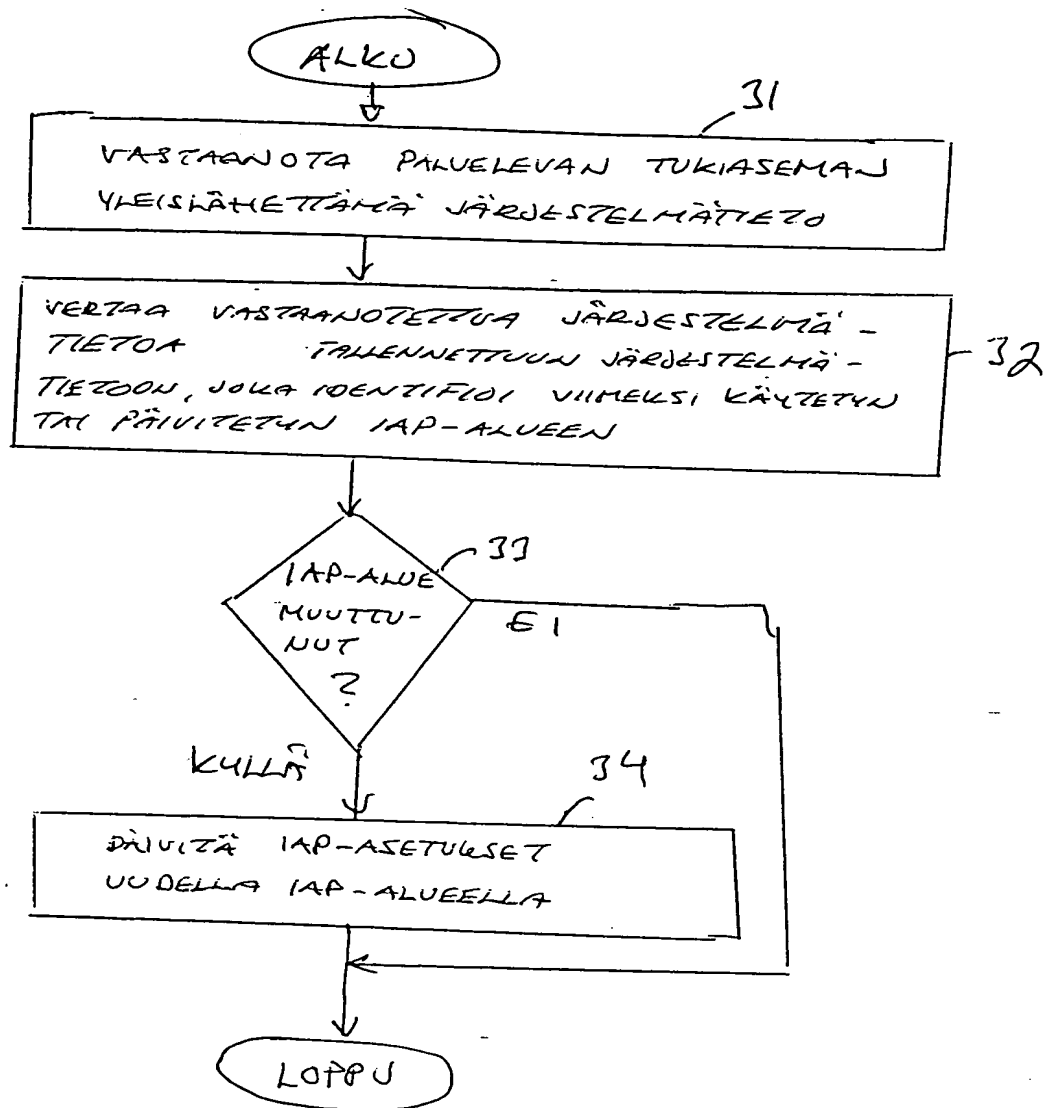 ALKU
31
VASTAANOTA PALVELEVAN TUKIASEMAN
YLEISLÄHETTÄMÄ JÄRJESTELMÄTIETO
VERTAA VASTAANOTETTUA JÄRJESTELMÄ-
TIETOA TALLENNETTUUN JÄRJESTELMÄ-
TIETOON, JOKA IDENTIFIOI VIIMEKSI KÄYTETYN
TAI PÄIVITETYN IAP-ALUEEN
32
33
IAP-ALUE
MUUTTU-
NUT
?
EI
KYLLÄ
34
PÄIVITÄ IAP-ASETUKSET
UUDELLA IAP-ALUEELLA
LOPPU